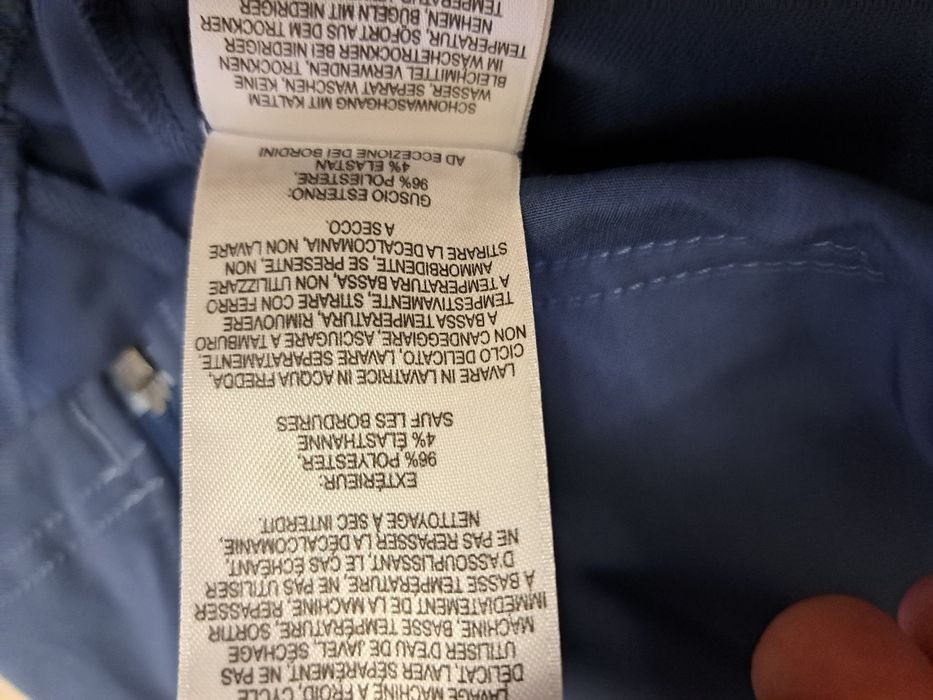 LAVAGE MACHINE À FROID, CYCLE
DÉLICAT, LAVER SÉPARÉMENT, NE PAS
UTILISER D'EAU DE JAVEL, SÉCHAGE
MACHINE, BASSE TEMPÉRATURE, SORTIR
IMMÉDIATEMENT DE LA MACHINE, REPASSER
À BASSE TEMPÉRATURE, NE PAS UTILISER
D'ASSOUPLISSANT, LE CAS ÉCHÉANT,
NE PAS REPASSER LA DÉCALCOMANIE,
NETTOYAGE À SEC INTERDIT.
EXTÉRIEUR:
96% POLYESTER,
4% ÉLASTHANNE
SAUF LES BORDURES
LAVARE IN LAVATRICE IN ACQUA FREDDA,
CICLO DELICATO, LAVARE SEPARATAMENTE,
NON CANDEGGIARE, ASCIUGARE A TAMBURO
A BASSA TEMPERATURA, RIMUOVERE
TEMPESTIVAMENTE, STIRARE CON FERRO
A TEMPERATURA BASSA, NON UTILIZZARE
AMMORBIDENTE, SE PRESENTE, NON
STIRARE LA DECALCOMANIA, NON LAVARE
A SECCO.
GUSCIO ESTERNO:
96% POLIESTERE,
4% ELASTAN
AD ECCEZIONE DEI BORDINI
SCHONWASCHGANG MIT KALTEM
WASSER, SEPARAT WASCHEN, KEINE
BLEICHMITTEL VERWENDEN, TROCKNEN
IM WÄSCHETROCKNER BEI NIEDRIGER
TEMPERATUR, SOFORT AUS DEM TROCKNER
NEHMEN, BÜGELN MIT NIEDRIGER